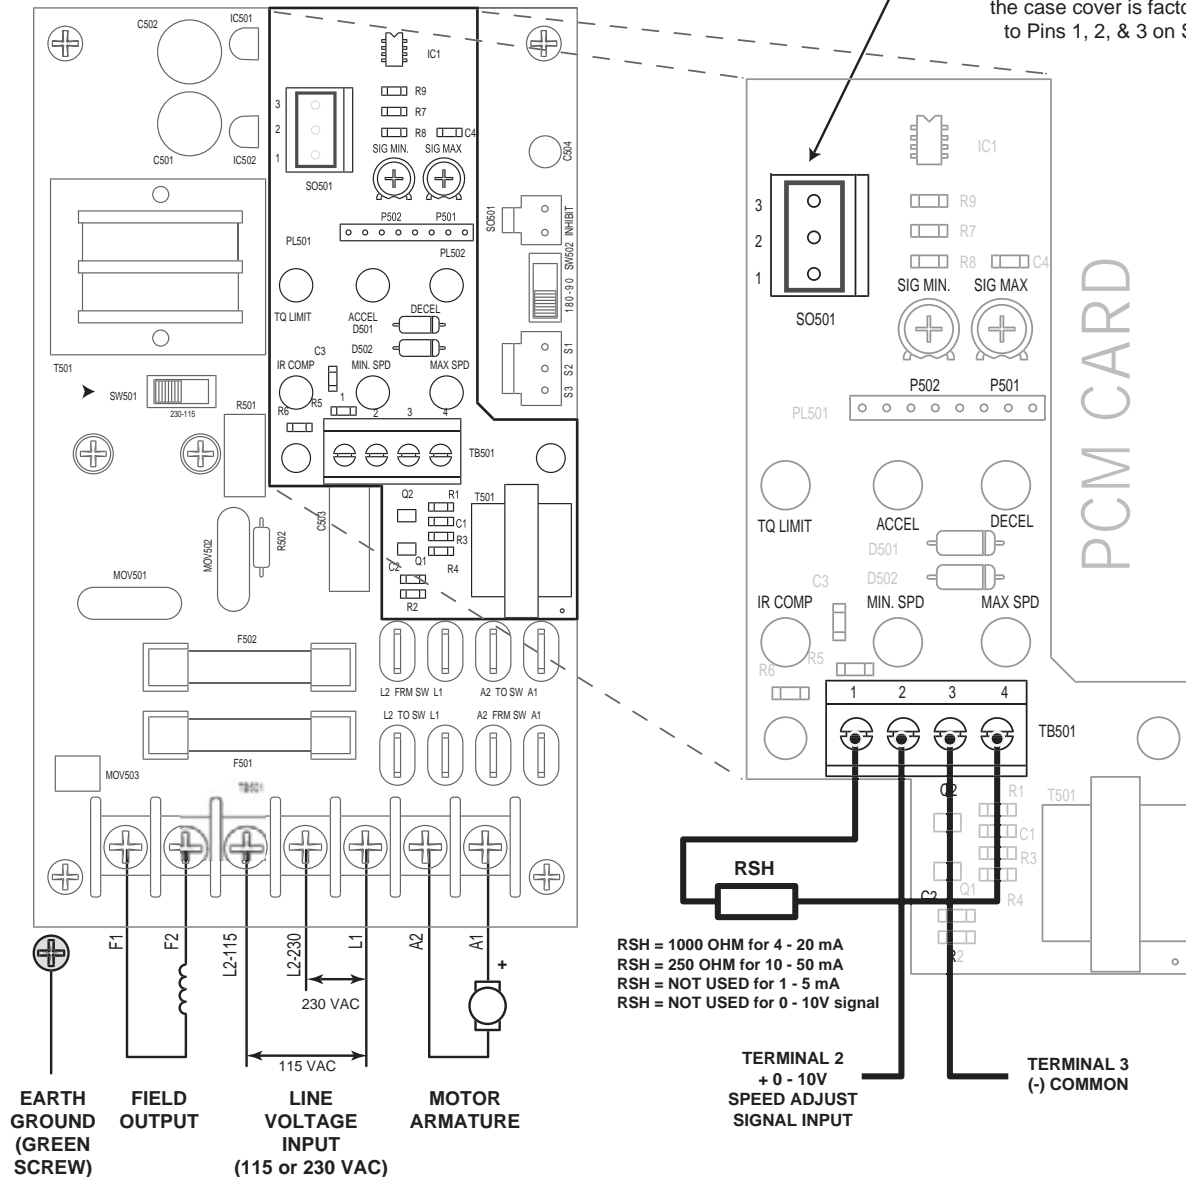 the case cover is facto
to Pins 1, 2, & 3 on S
C502
IC501
IC1
R9
R7
R8
C4
3
2
1
SIG MIN.
SIG MAX
C501
IC502
C504
SO501
P502
P501
SO501
INHIBIT
PL501
PL502
SW502
180-90
TQ LIMIT
ACCEL
DECEL
D501
D502
C3
IR COMP
MIN. SPD
MAX SPD
S1
S2
S3
T501
SW501
230-115
R501
R6
R5
1
2
3
4
TB501
Q2
R1
T501
C503
C1
R3
MOV502
R502
C2
Q1
R4
R2
MOV501
F502
L2 FRM SW L1
A2 TO SW A1
L2 TO SW L1
A2 FRM SW A1
F501
MOV503
TB501
F1
F2
L2-115
L2-230
L1
A2
A1
+
230 VAC
115 VAC
EARTH
GROUND
(GREEN
SCREW)
FIELD
OUTPUT
LINE
VOLTAGE
INPUT
(115 or 230 VAC)
MOTOR
ARMATURE
IC1
3
2
1
R9
R7
R8
C4
SIG MIN.
SIG MAX
SO501
P502
P501
PL501
PCM CARD
TQ LIMIT
ACCEL
DECEL
D501
D502
C3
IR COMP
MIN. SPD
MAX SPD
R6
R5
1
2
3
4
TB501
Q2
R1
T501
C1
R3
C2
Q1
R4
R2
RSH
RSH = 1000 OHM for 4 - 20 mA
RSH = 250 OHM for 10 - 50 mA
RSH = NOT USED for 1 - 5 mA
RSH = NOT USED for 0 - 10V signal
TERMINAL 2
+ 0 - 10V
SPEED ADJUST
SIGNAL INPUT
TERMINAL 3
(-) COMMON